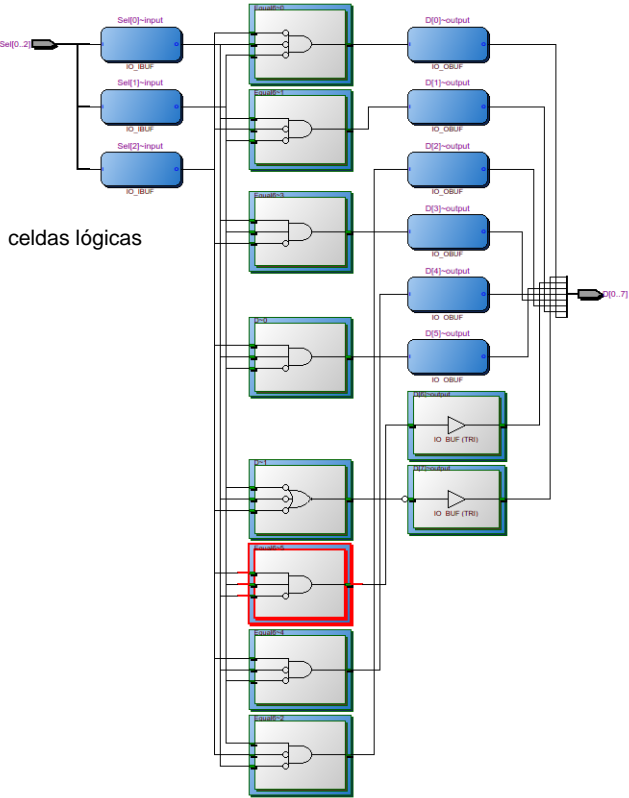 Sel[0..2]
Sel[0]~input
IO_IBUF
Sel[1]~input
IO_IBUF
Sel[2]~input
IO_IBUF
celdas lógicas
Equal6~0
Equal6~1
Equal6~3
D~0
D~1
Equal6~5
Equal6~4
Equal6~2
D[0]~output
IO_OBUF
D[1]~output
IO_OBUF
D[2]~output
IO_OBUF
D[3]~output
IO_OBUF
D[4]~output
IO_OBUF
D[5]~output
IO_OBUF
D[6]~output
IO_BUF (TRI)
D[7]~output
IO_BUF (TRI)
D[0..7]